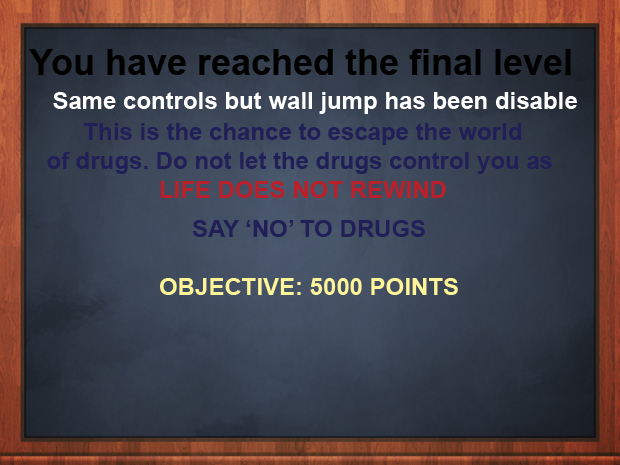 You have reached the final level
Same controls but wall jump has been disable
This is the chance to escape the world
of drugs. Do not let the drugs control you as
LIFE DOES NOT REWIND
SAY ‘NO’ TO DRUGS
OBJECTIVE: 5000 POINTS